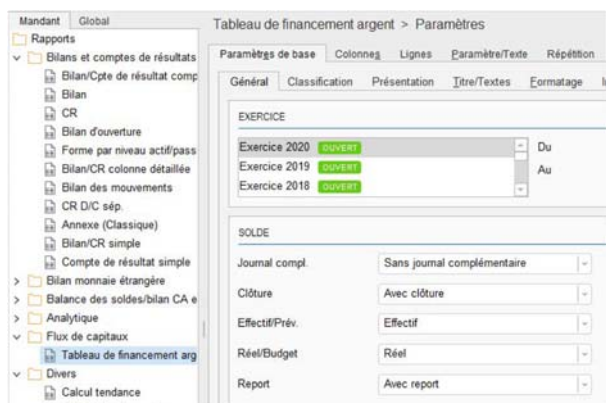 Mandant Global
Rapports
Bilans et comptes de résultats
Bilan/Cpte de résultat comp
Bilan
CR
Bilan d'ouverture
Forme par niveau actif/pass
Bilan/CR colonne détaillée
Bilan des mouvements
CR D/C sép.
Annexe (Classique)
Bilan/CR simple
Compte de résultat simple
Bilan monnaie étrangère
Balance des soldes/bilan CA e
Analytique
Flux de capitaux
Tableau de financement arg
Divers
Calcul tendance
Tableau de financement argent > Paramètres
Paramètres de base Colonnes Lignes Paramètre/Texte Répétition
Général Classification Présentation Titre/Textes Formatage
EXERCICE
Exercice 2020 OUVERT Du
Exercice 2019 OUVERT Au
Exercice 2018 OUVERT
SOLDE
Journal compl. Sans journal complémentaire
Clôture Avec clôture
Effectif/Prév. Effectif
Réel/Budget Réel
Report Avec report